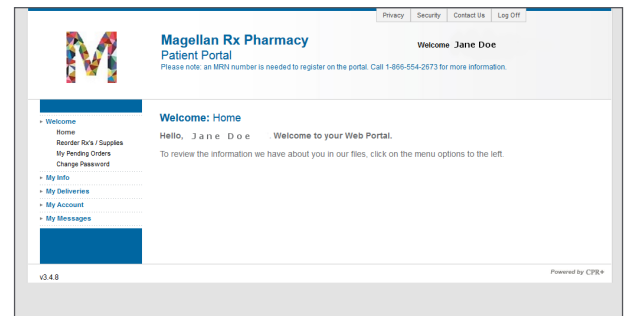 Privacy Security Contact Us Log Off
Magellan Rx Pharmacy
Welcome Jane Doe
Patient Portal
Please note: an MRN number is needed to register on the portal. Call 1-866-554-2673 for more information.
Welcome: Home
Hello, Jane Doe . Welcome to your Web Portal.
To review the information we have about you in our files, click on the menu options to the left.
Welcome
Home
Reorder Rx's / Supplies
My Pending Orders
Change Password
My Info
My Deliveries
My Account
My Messages
v3.4.8
Powered by CPR+